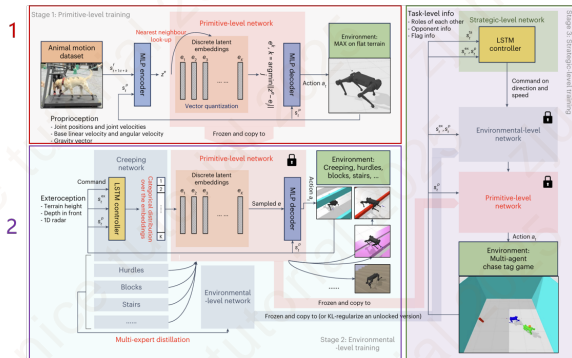 1
Stage 1: Primitive-level training
Animal motion
dataset
Nearest neighbour
look-up
Primitive-level network
Discrete latent
embeddings
MLP encoder
Vector quantization
MLP decoder
Action
Environment:
MAX on flat terrain
Proprioception
- Joint positions and joint velocities
- Base linear velocity and angular velocity
- Gravity vector
Frozen and copy to
2
Creeping
network
Command
LSTM controller
Categorical distribution
over the embeddings
1
2
3
K
Exteroception
- Terrain height
- Depth in front
- 1D radar
Primitive-level network
Discrete latent
embeddings
Sampled e
MLP decoder
Action
Environment:
Creeping, hurdles,
blocks, stairs,
...
Hurdles
Blocks
Stairs
......
Environmental
-level network
Multi-expert distillation
Frozen and copy to
Frozen and copy to (or KL-regularize an unlocked version)
Stage 2: Environmental
-level training
Task-level info
- Roles of each other
- Opponent info
- Flag info
Strategic-level network
LSTM
controller
Command on
direction and
speed
Environmental-level
network
Primitive-level
network
Action
Environment:
Multi-agent
chase tag game
Stage 3: Strategic-level
training